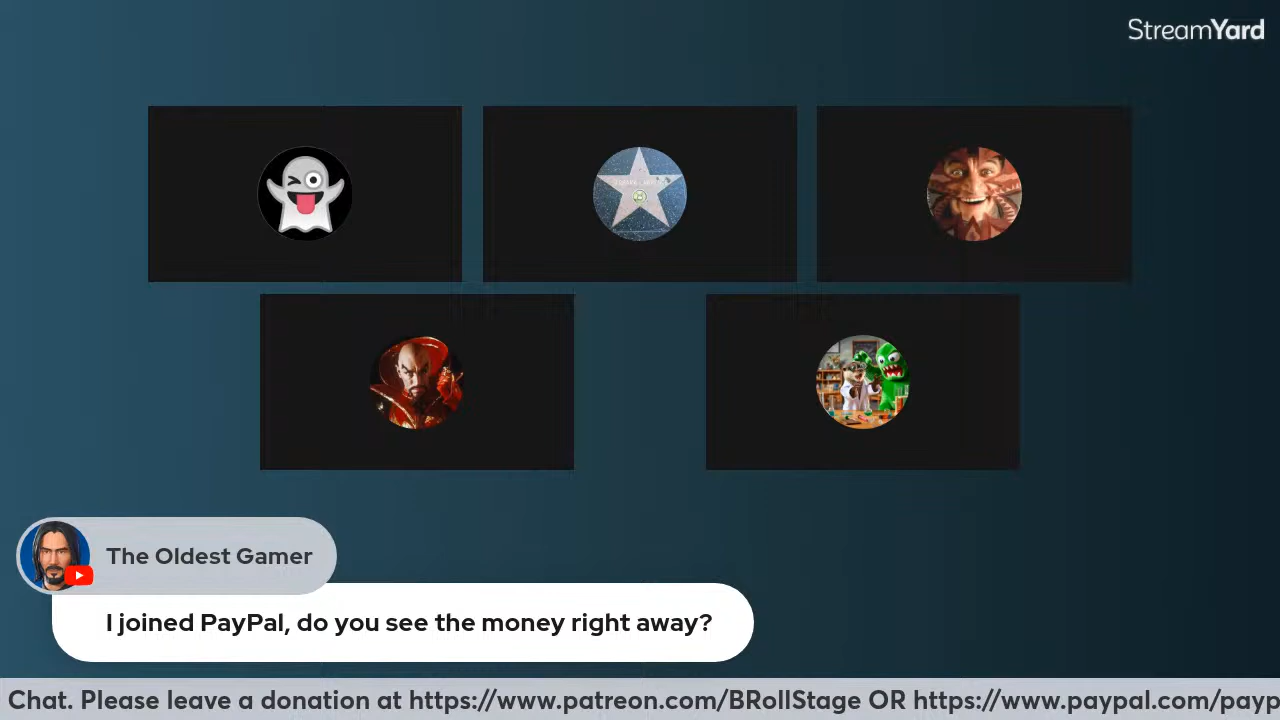 StreamYard
The Oldest Gamer
I joined PayPal, do you see the money right away?
Chat. Please leave a donation at https://www.patreon.com/BRollStage OR https://www.paypal.com/payp